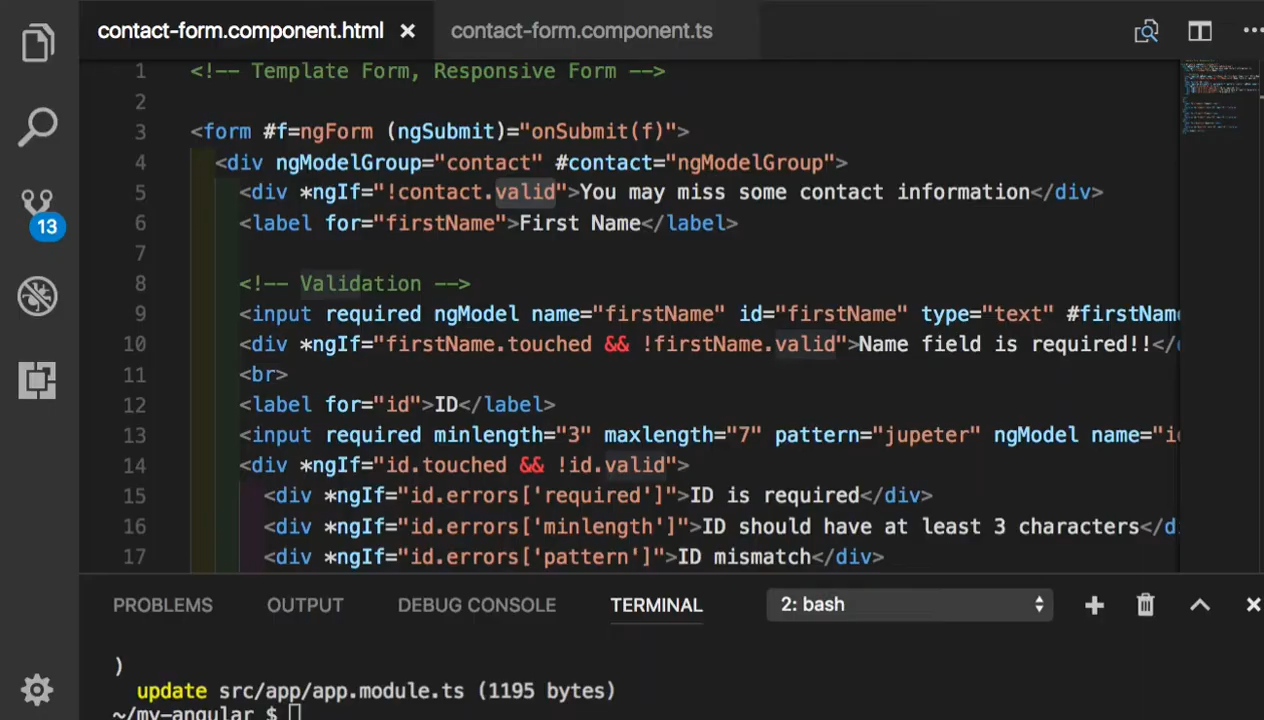 contact-form.component.html × contact-form.component.ts
1 <!-- Template Form, Responsive Form -->
2
3 <form #f=ngForm (ngSubmit)="onSubmit(f)">
4 <div ngModelGroup="contact" #contact="ngModelGroup">
5 <div *ngIf="!contact.valid">You may miss some contact information</div>
6 <label for="firstName">First Name</label>
7
8 <!-- Validation -->
9 <input required ngModel name="firstName" id="firstName" type="text" #firstName
10 <div *ngIf="firstName.touched && !firstName.valid">Name field is required!!</
11 <br>
12 <label for="id">ID</label>
13 <input required minlength="3" maxlength="7" pattern="jupeter" ngModel name="i
14 <div *ngIf="id.touched && !id.valid">
15 <div *ngIf="id.errors['required']">ID is required</div>
16 <div *ngIf="id.errors['minlength']">ID should have at least 3 characters</d
17 <div *ngIf="id.errors['pattern']">ID mismatch</div>
13
PROBLEMS OUTPUT DEBUG CONSOLE TERMINAL 2: bash
)
update src/app/app.module.ts (1195 bytes)
~/my-angular $